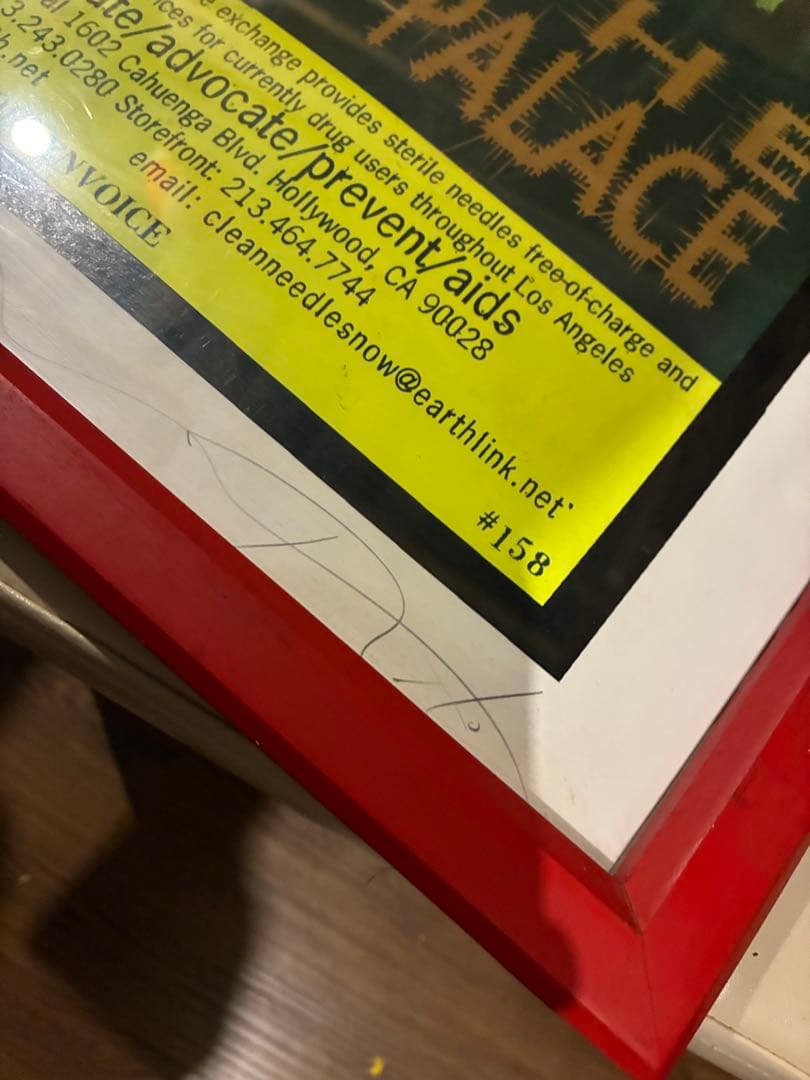 THE
PALACE
exchange provides sterile needles free-of-charge and
for currently drug users throughout Los Angeles
/advocate/prevent/aids
1602 Cahuenga Blvd. Hollywood, CA 90028
3.243.0280 Storefront: 213.464.7744
.net
email: cleanneedlesnow@earthlink.net
NVOICE
#158